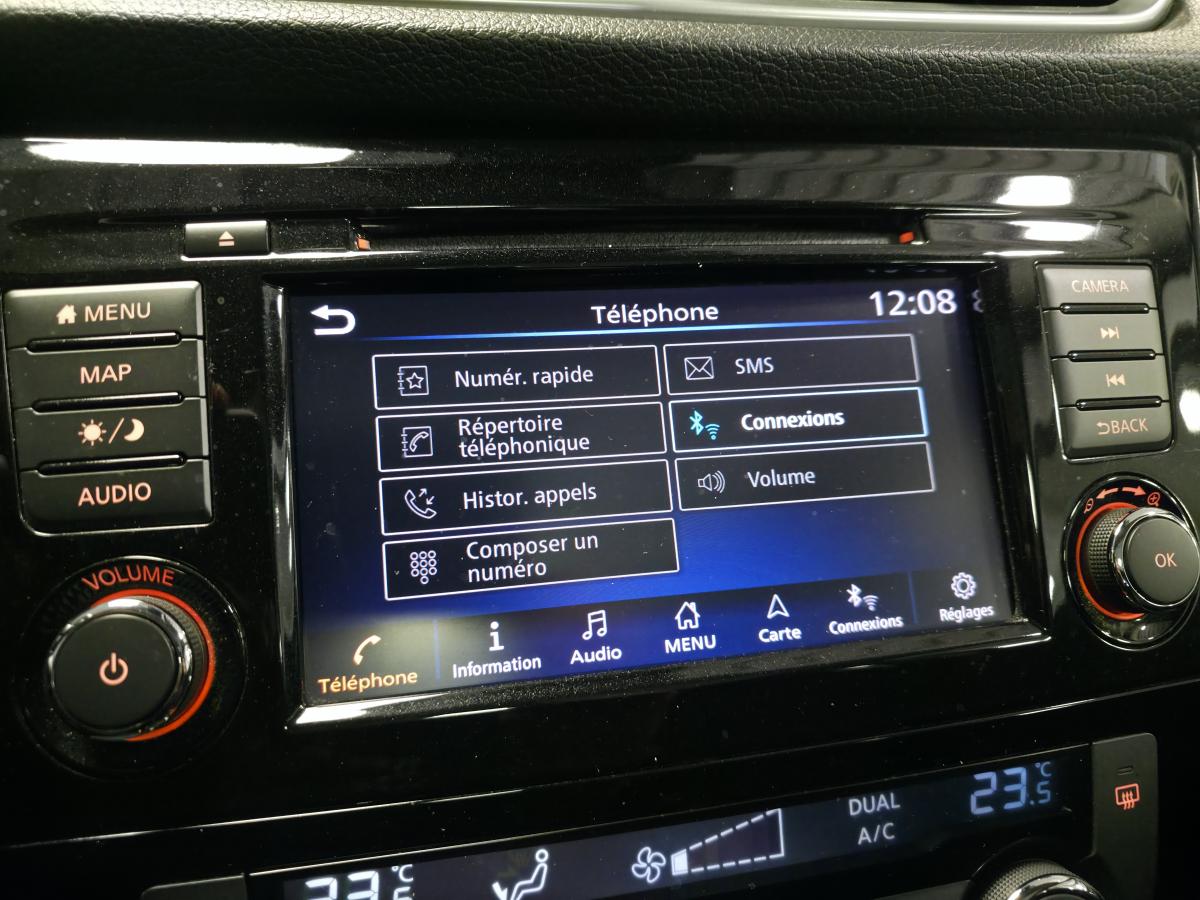 MENU
MAP
AUDIO
VOLUME
Téléphone
12:08
Numér. rapide
SMS
Répertoire
téléphonique
Connexions
Histor. appels
Volume
Composer un
numéro
Téléphone
Information
Audio
MENU
Carte
Connexions
Réglages
CAMERA
BACK
OK
DUAL
A/C
23.5 °C
°C